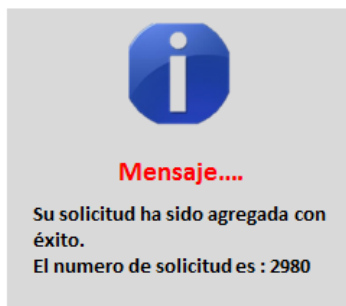 Mensaje....
Su solicitud ha sido agregada con
éxito.
El numero de solicitud es : 2980